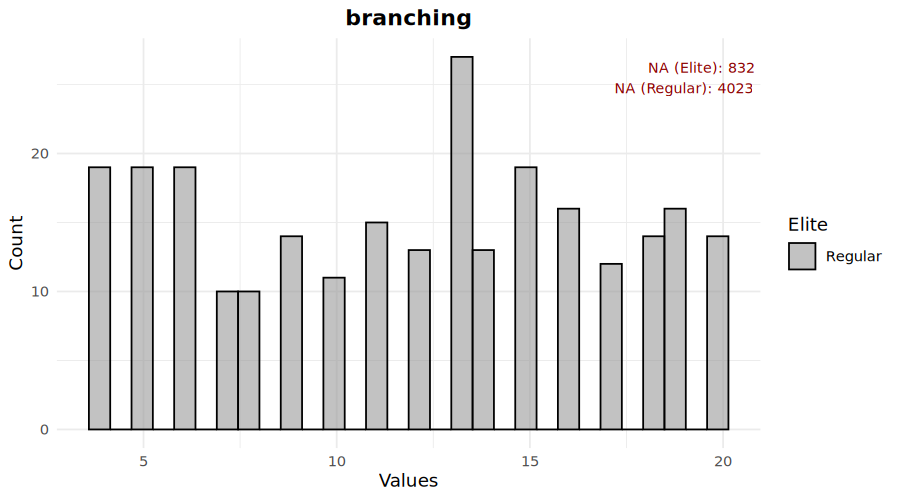 branching
NA (Elite): 832
NA (Regular): 4023
20
10
0
Count
5
10
15
20
Values
Elite
Regular